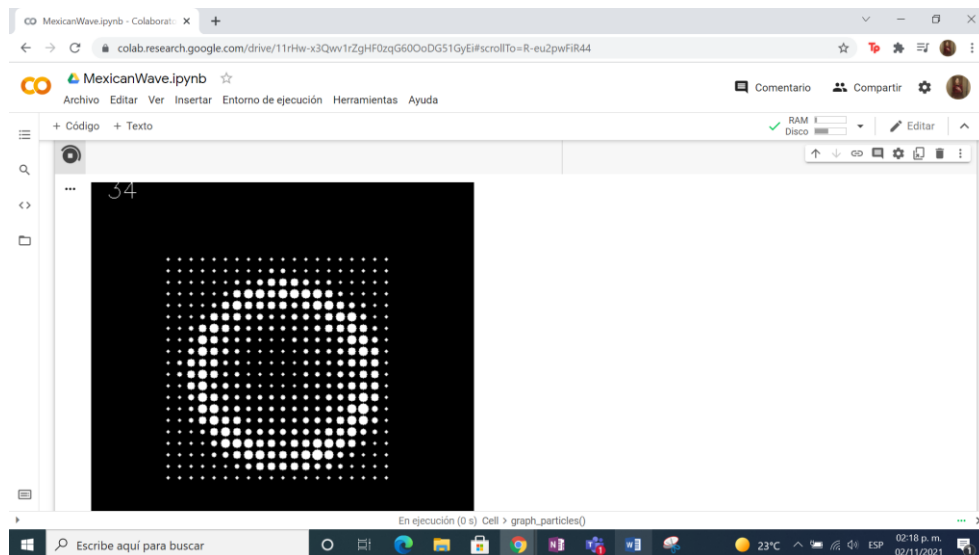 MexicanWave.ipynb - Colaborato
colab.research.google.com/drive/11rHw-x3Qwv1rZgHF0zqG60OoDG51GyEi#scrollTo=R-eu2pwFiR44
MexicanWave.ipynb
Comentario
Compartir
Archivo Editar Ver Insertar Entorno de ejecución Herramientas Ayuda
+ Código + Texto
RAM
Disco
Editar
34
En ejecución (0 s) Cell > graph_particles()
Escribe aquí para buscar
23°C
ESP
02:18 p. m.
02/11/2021